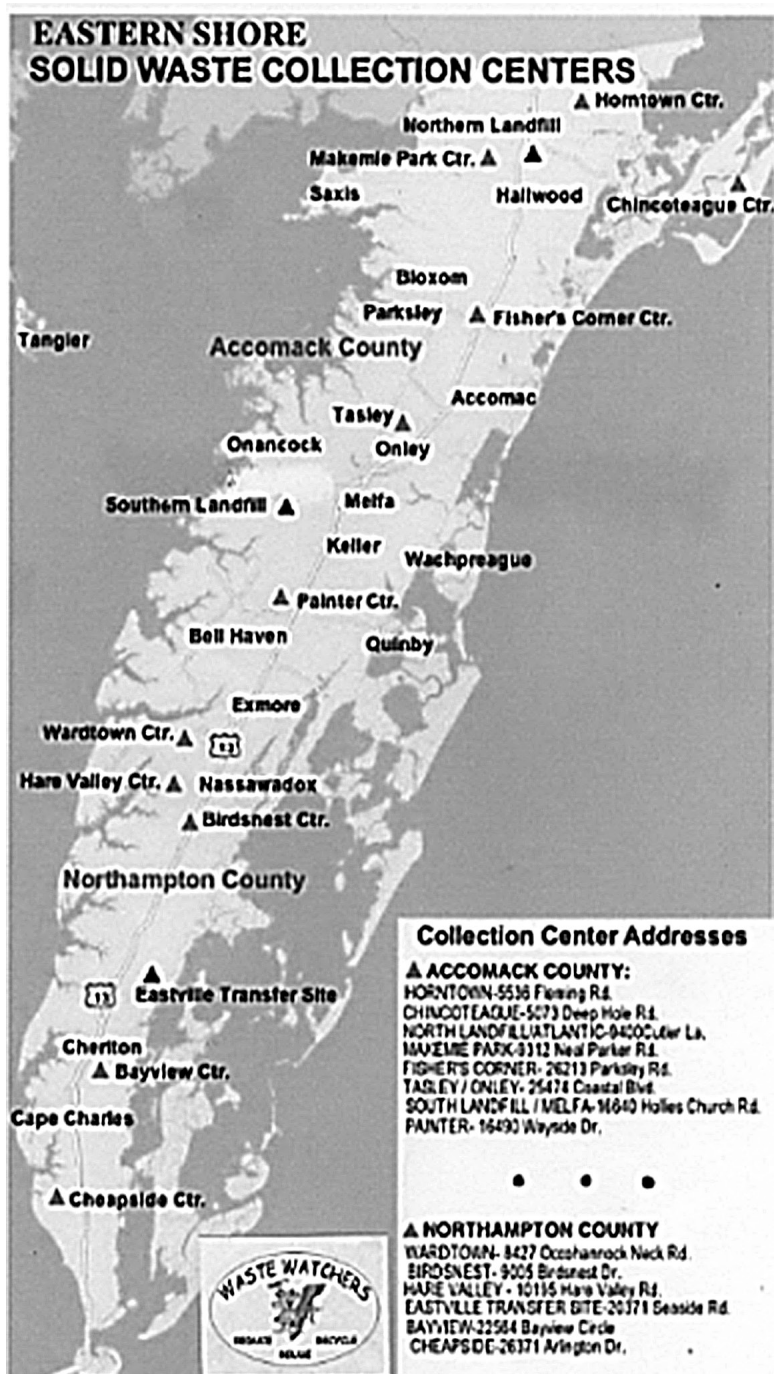 EASTERN SHORE
SOLID WASTE COLLECTION CENTERS
Horntown Ctr.
Northern Landfill
Makemie Park Ctr.
Saxis
Hallwood
Chincoteague Ctr.
Bloxom
Parksley
Fisher's Corner Ctr.
Tangier
Accomack County
Accomac
Tasley
Onancock
Onley
Southern Landfill
Melfa
Keller
Wachpreague
Painter Ctr.
Bell Haven
Quinby
Exmore
Wardtown Ctr.
13
Hare Valley Ctr.
Nassawadox
Birdsnest Ctr.
Northampton County
13
Eastville Transfer Site
Cheriton
Bayview Ctr.
Cape Charles
Cheapside Ctr.
WASTE WATCHERS
REDUCE
REUSE
RECYCLE
Collection Center Addresses
ACCOMACK COUNTY:
HORNTOWN-5536 Fleming Rd.
CHINCOTEAGUE-5073 Deep Hole Rd.
NORTH LANDFILL/ATLANTIC-
MAKEMIE PARK-9312 Neal Parker Rd.
FISHER'S CORNER- 26213 Parksley Rd.
TASLEY / ONLEY- 25474 Coastal Blvd.
SOUTH LANDFILL / MELFA-16640 Hollies Church Rd.
PAINTER- 16490 Wayside Dr.
NORTHAMPTON COUNTY
WARDTOWN- 8427 Occohannock Neck Rd.
BIRDSNEST- 9005 Birdsnest Dr.
HARE VALLEY - Hare Valley Rd.
EASTVILLE TRANSFER SITE-20371 Seaside Rd.
BAYVIEW-22564 Bayview Circle
CHEAPSIDE-26371 Arlington Dr.